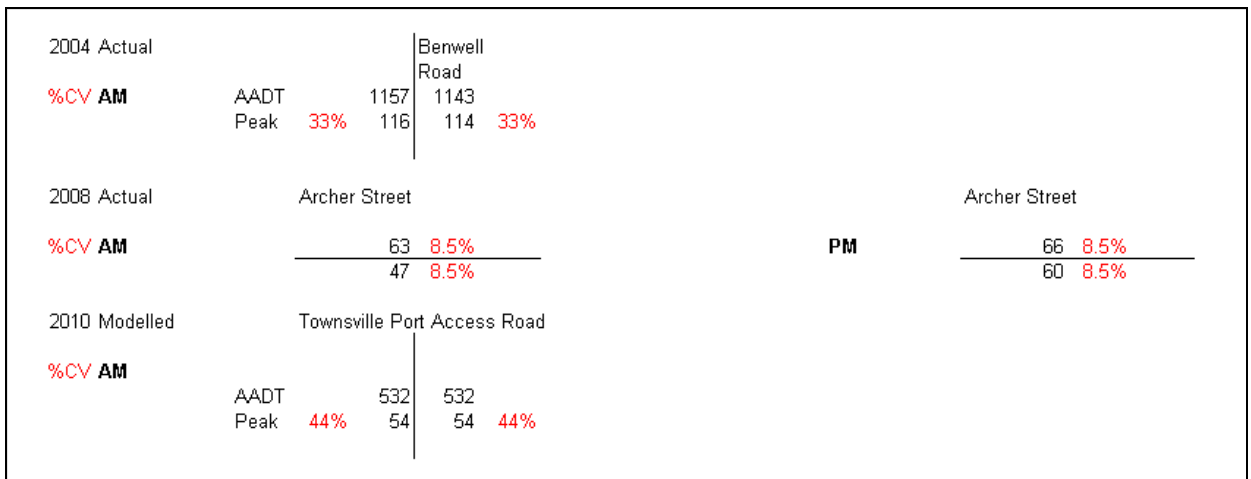 2004 Actual Benwell
Road
%CV AM AADT 1157 1143
Peak 33% 116 114 33%
2008 Actual Archer Street Archer Street
%CV AM 63 8.5% PM 66 8.5%
47 8.5% 60 8.5%
2010 Modelled Townsville Port Access Road
%CV AM
AADT 532 532
Peak 44% 54 54 44%